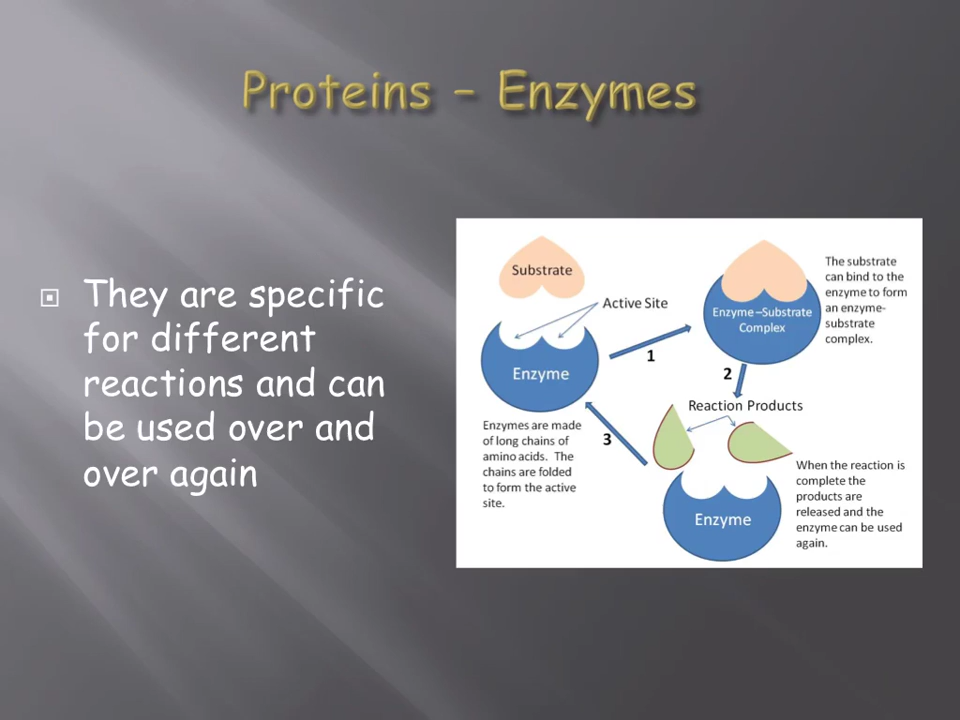 Proteins – Enzymes
They are specific
for different
reactions and can
be used over and
over again
Substrate
Active Site
Enzyme
1
Enzyme –Substrate
Complex
The substrate
can bind to the
enzyme to form
an enzyme-
substrate
complex.
2
Reaction Products
3
Enzymes are made
of long chains of
amino acids. The
chains are folded
to form the active
site.
Enzyme
When the reaction is
complete the
products are
released and the
enzyme can be used
again.